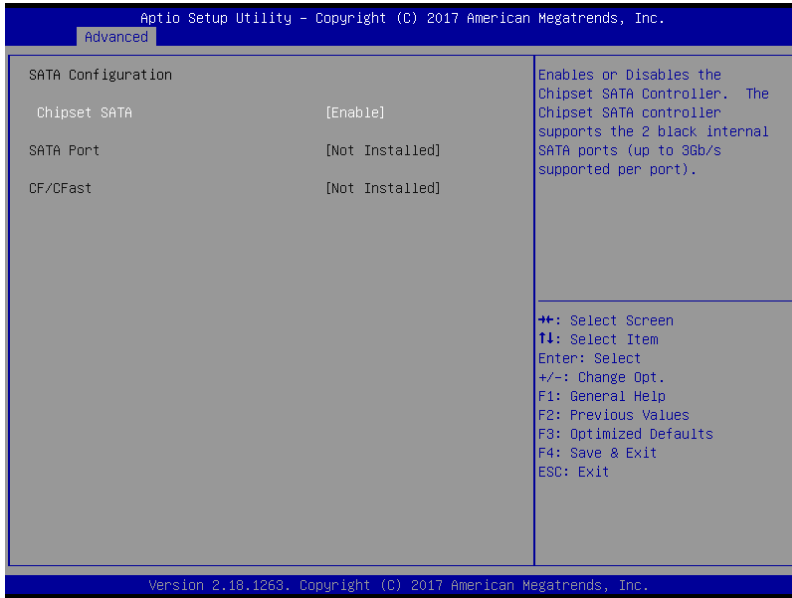 Aptio Setup Utility – Copyright (C) 2017 American Megatrends, Inc.
Advanced
SATA Configuration
Chipset SATA [Enable]
SATA Port [Not Installed]
CF/CFast [Not Installed]
Enables or Disables the
Chipset SATA Controller. The
Chipset SATA controller
supports the 2 black internal
SATA ports (up to 3Gb/s
supported per port).
→←: Select Screen
↑↓: Select Item
Enter: Select
+/-: Change Opt.
F1: General Help
F2: Previous Values
F3: Optimized Defaults
F4: Save & Exit
ESC: Exit
Version 2.18.1263. Copyright (C) 2017 American Megatrends, Inc.